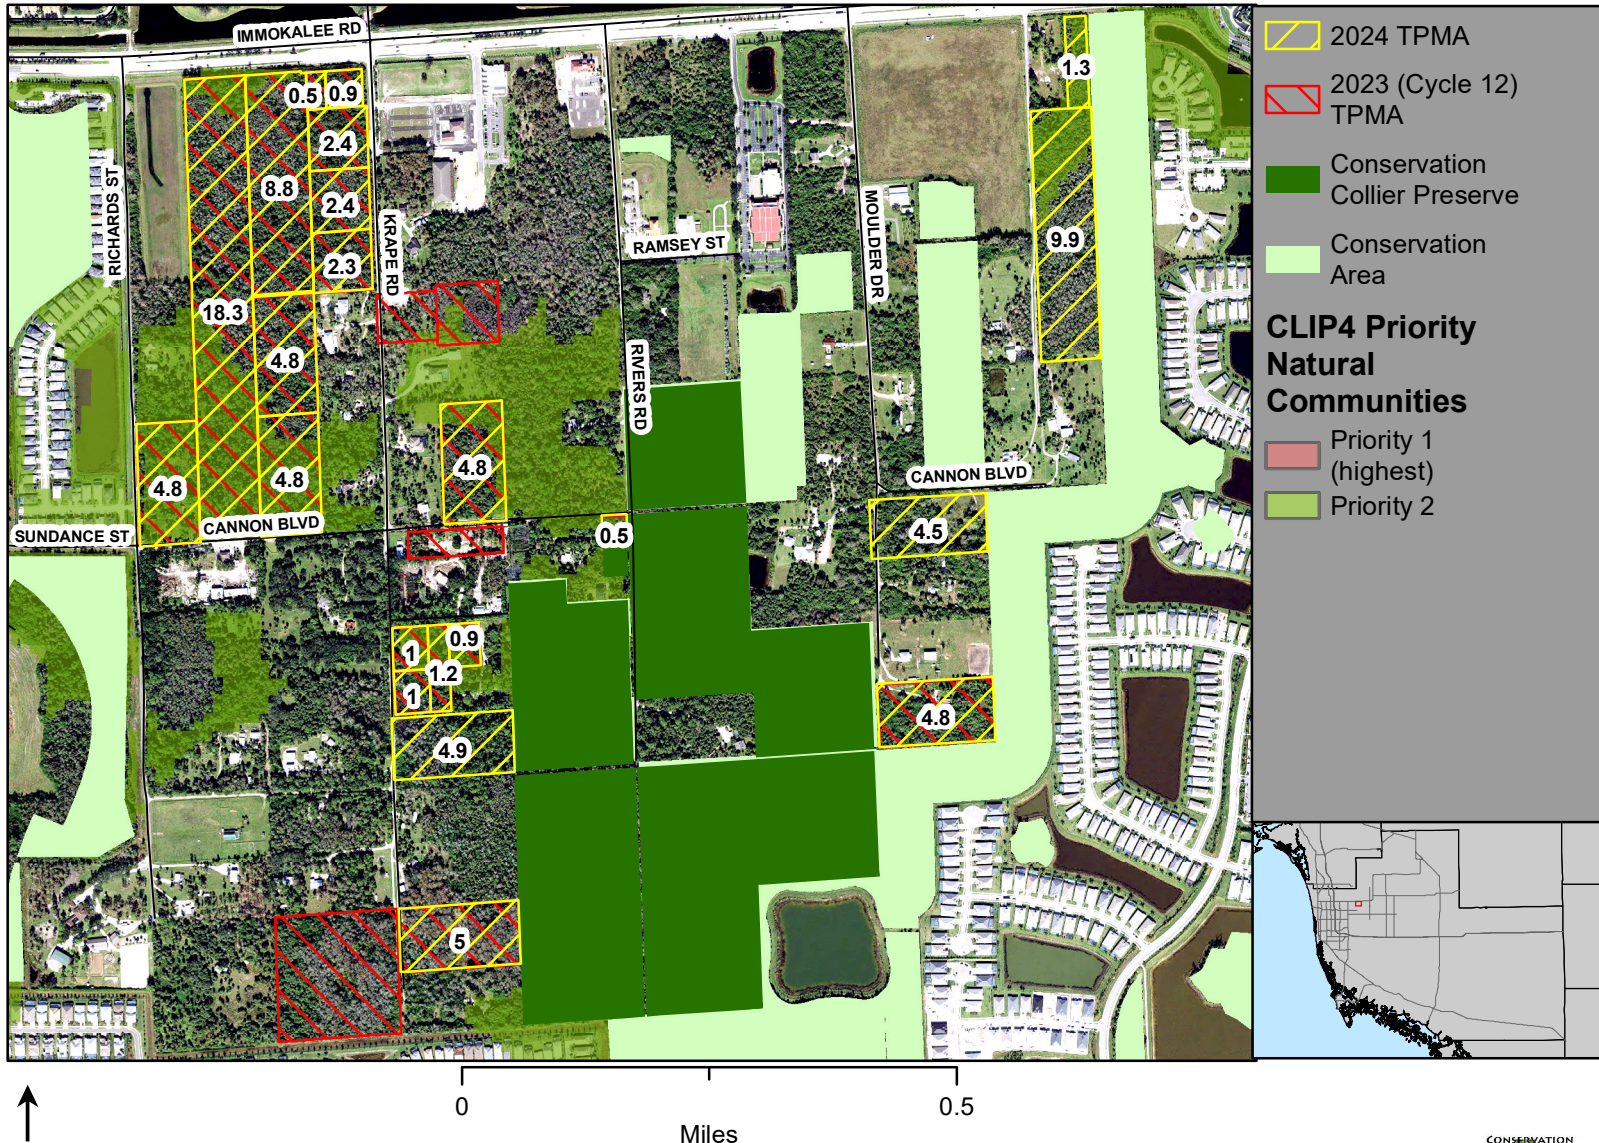 IMMOKALEE RD
0.5
0.9
1.3
2.4
8.8
2.4
2.3
RICHARDS ST
KRAPE RD
RAMSEY ST
MOULDER DR
9.9
18.3
4.8
RIVERS RD
4.8
4.8
4.8
CANNON BLVD
SUNDANCE ST
CANNON BLVD
0.5
4.5
1
0.9
1.2
1
4.9
4.8
5
2024 TPMA
2023 (Cycle 12)
TPMA
Conservation
Collier Preserve
Conservation
Area
CLIP4 Priority
Natural
Communities
Priority 1
(highest)
Priority 2
0
0.5
Miles
CONSERVATION